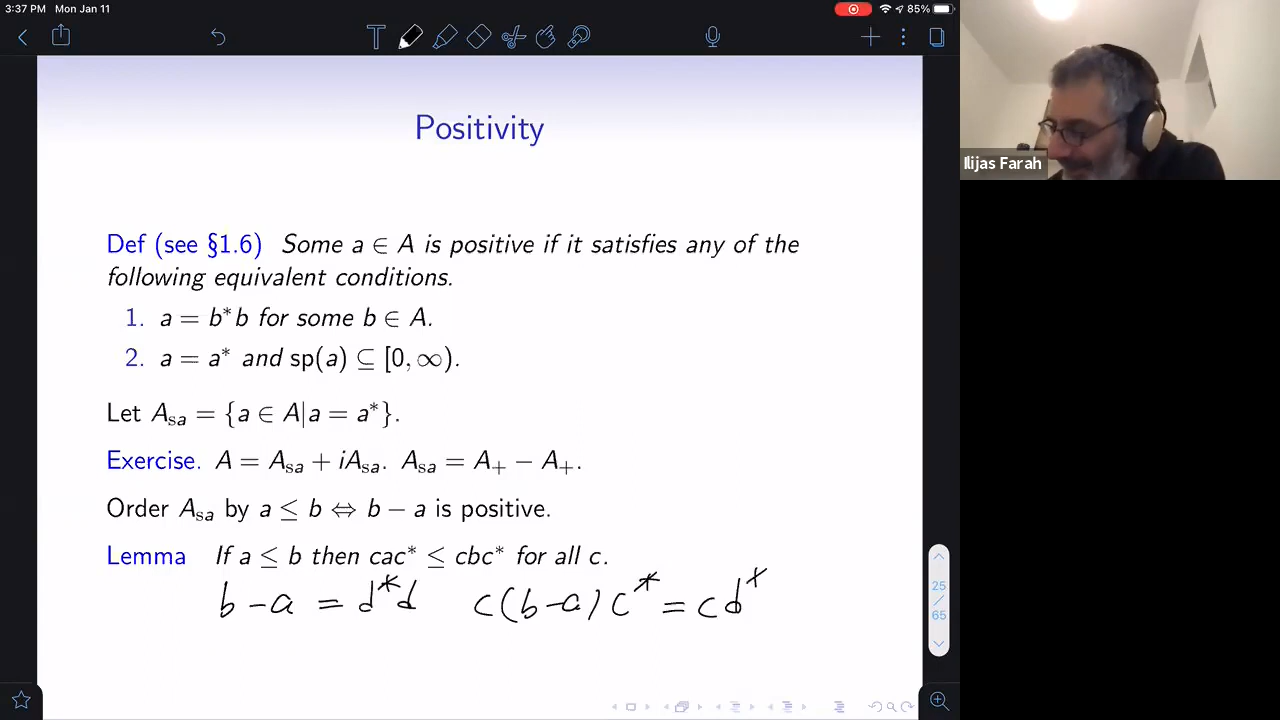 3:37 PM Mon Jan 11
85%
Positivity
Def (see §1.6) Some a ∈ A is positive if it satisfies any of the
following equivalent conditions.
1. a = b*b for some b ∈ A.
2. a = a* and sp(a) ⊆ [0, ∞).
Let A_sa = {a ∈ A|a = a*}.
Exercise. A = A_sa + iA_sa. A_sa = A_+ − A_+.
Order A_sa by a ≤ b ⇔ b − a is positive.
Lemma If a ≤ b then cac* ≤ cbc* for all c.
b − a = d*d c(b−a)c* = cd*
25
/
65
Ilijas Farah